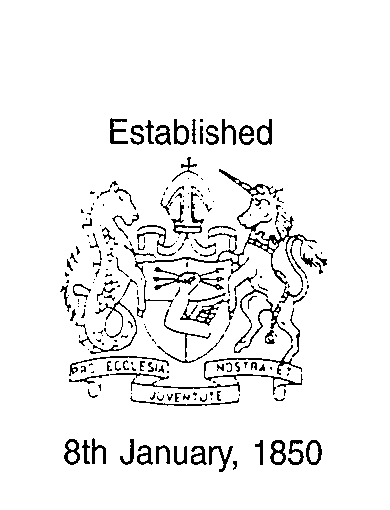 Established
PRO ECCLESIA NOSTRA ET
JUVENTUTE
8th January, 1850